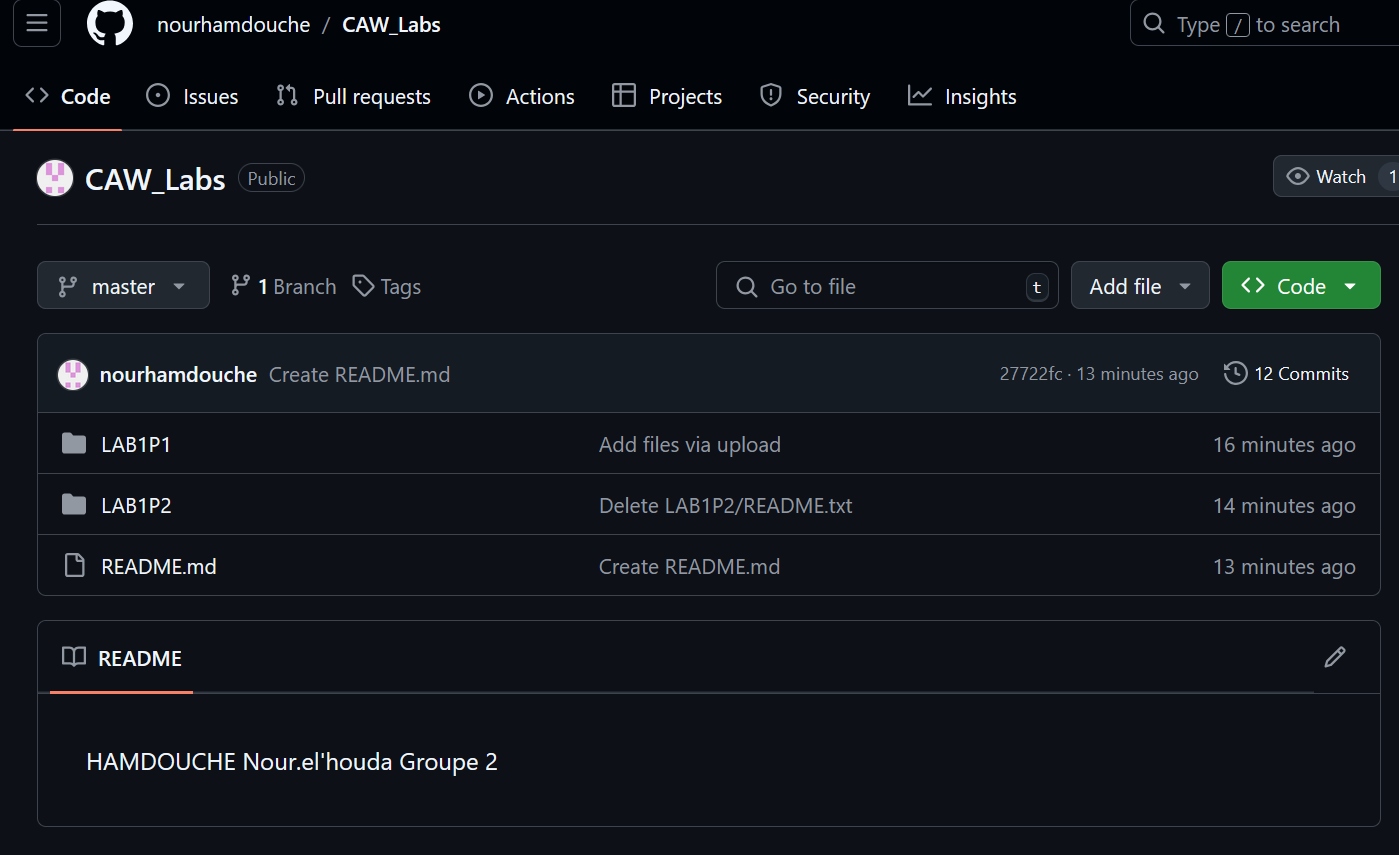 nourhamdouche / CAW_Labs
Type / to search
Code Issues Pull requests Actions Projects Security Insights
CAW_Labs Public
Watch 1
master 1 Branch Tags
Go to file t
Add file
Code
nourhamdouche Create README.md 27722fc · 13 minutes ago 12 Commits
LAB1P1 Add files via upload 16 minutes ago
LAB1P2 Delete LAB1P2/README.txt 14 minutes ago
README.md Create README.md 13 minutes ago
README
HAMDOUCHE Nour.el'houda Groupe 2